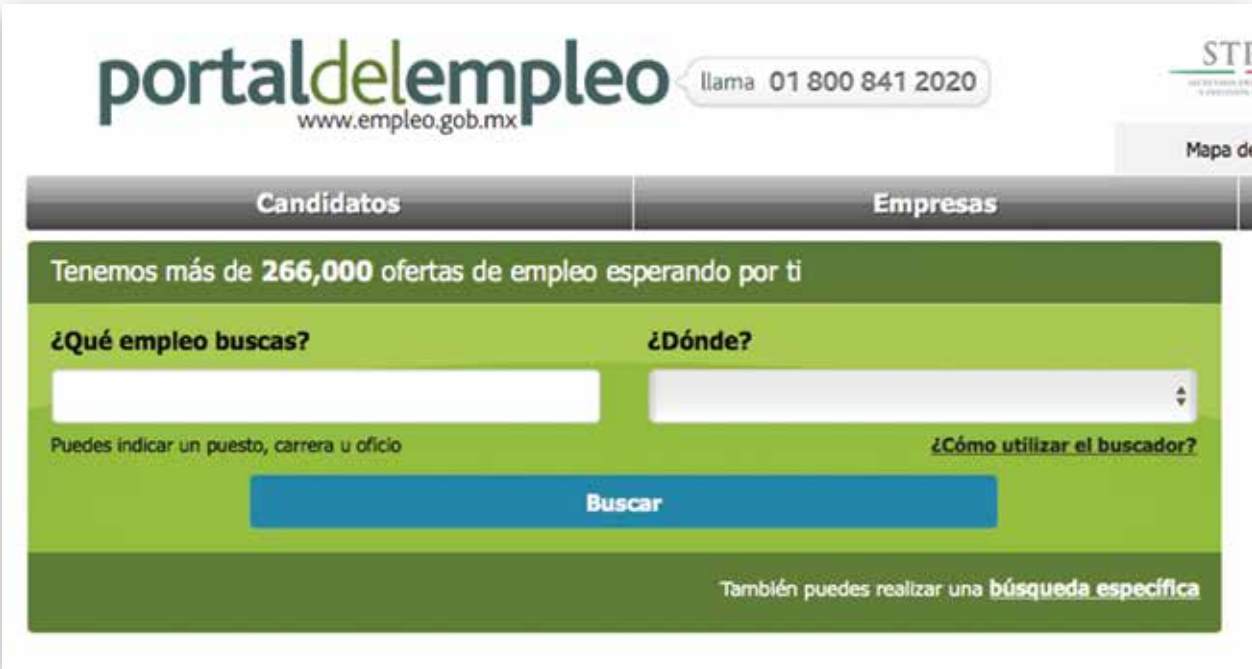 portaldelempleo
llama 01 800 841 2020
www.empleo.gob.mx
Mapa
Candidatos
Empresas
Tenemos más de 266,000 ofertas de empleo esperando por ti
¿Qué empleo buscas?
¿Dónde?
Puedes indicar un puesto, carrera u oficio
¿Cómo utilizar el buscador?
Buscar
También puedes realizar una búsqueda específica